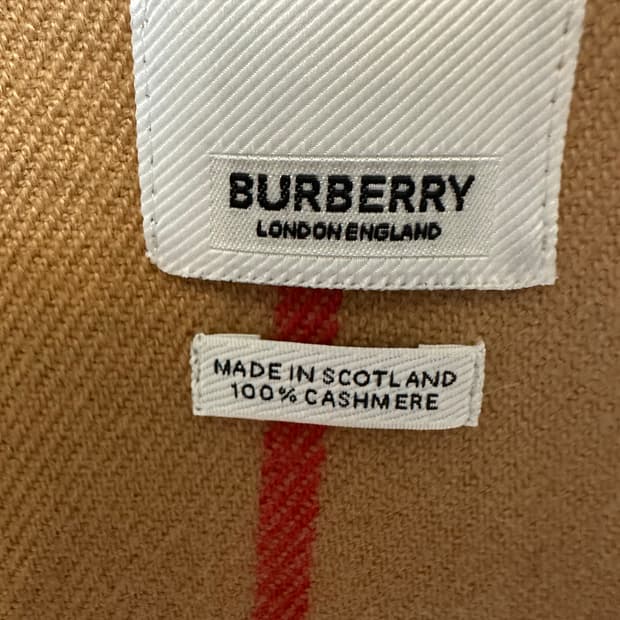 BURBERRY
LONDON ENGLAND
MADE IN SCOTLAND
100% CASHMERE